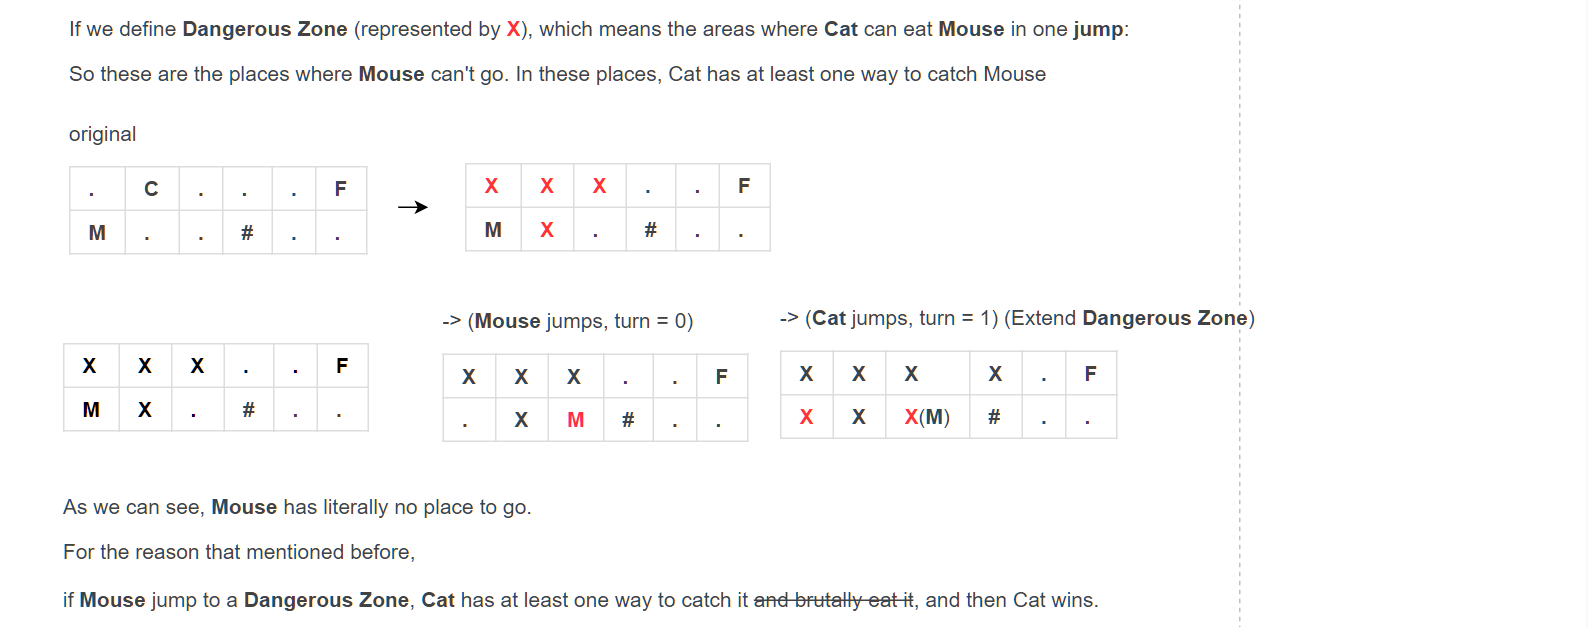 If we define Dangerous Zone (represented by X), which means the areas where Cat can eat Mouse in one jump:
So these are the places where Mouse can't go. In these places, Cat has at least one way to catch Mouse
original
. C . . . F
M . . # . .
X X X . . F
M X . # . .
-> (Mouse jumps, turn = 0)
-> (Cat jumps, turn = 1) (Extend Dangerous Zone)
X X X . . F
M X . # . .
X X X . . F
. X M # . .
X X X X . F
X X X(M) # . .
As we can see, Mouse has literally no place to go.
For the reason that mentioned before,
if Mouse jump to a Dangerous Zone, Cat has at least one way to catch it and brutally eat it, and then Cat wins.